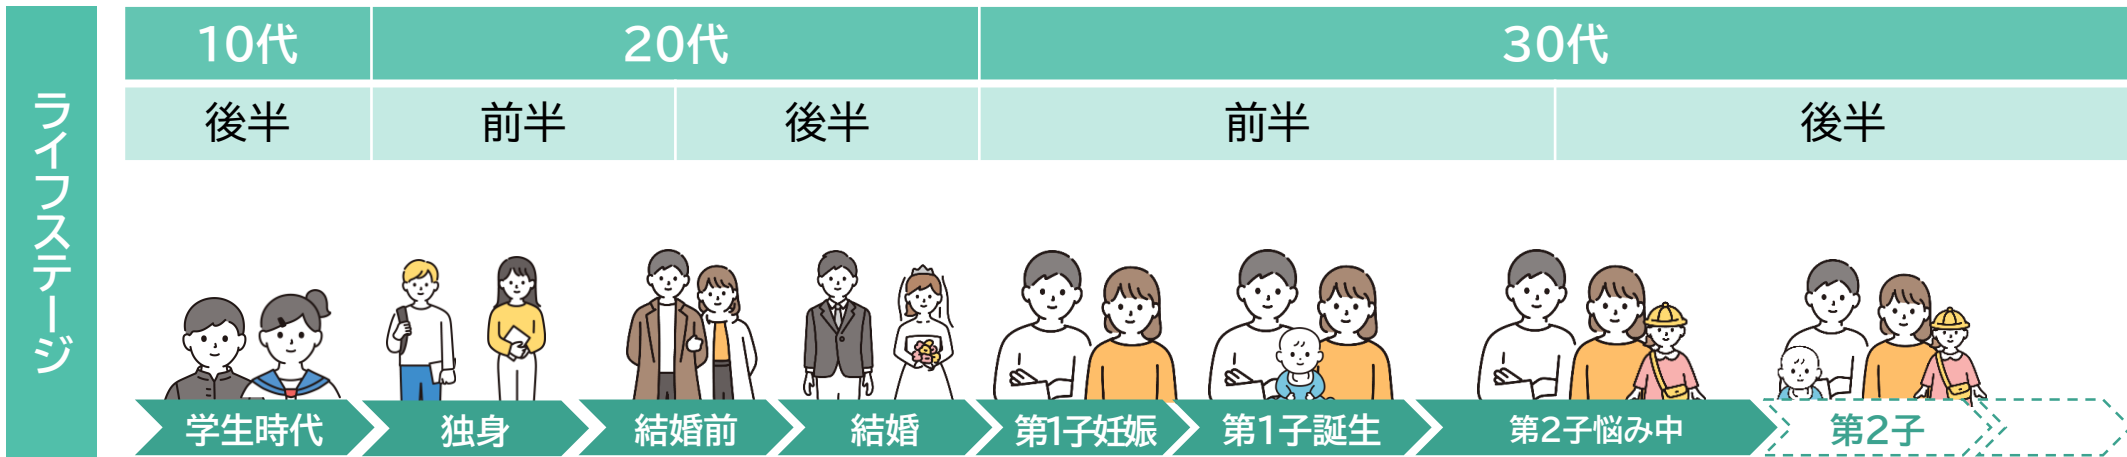 ライフステージ
10代
20代
30代
後半
前半
後半
前半
後半
学生時代
独身
結婚前
結婚
第1子妊娠
第1子誕生
第2子悩み中
第2子